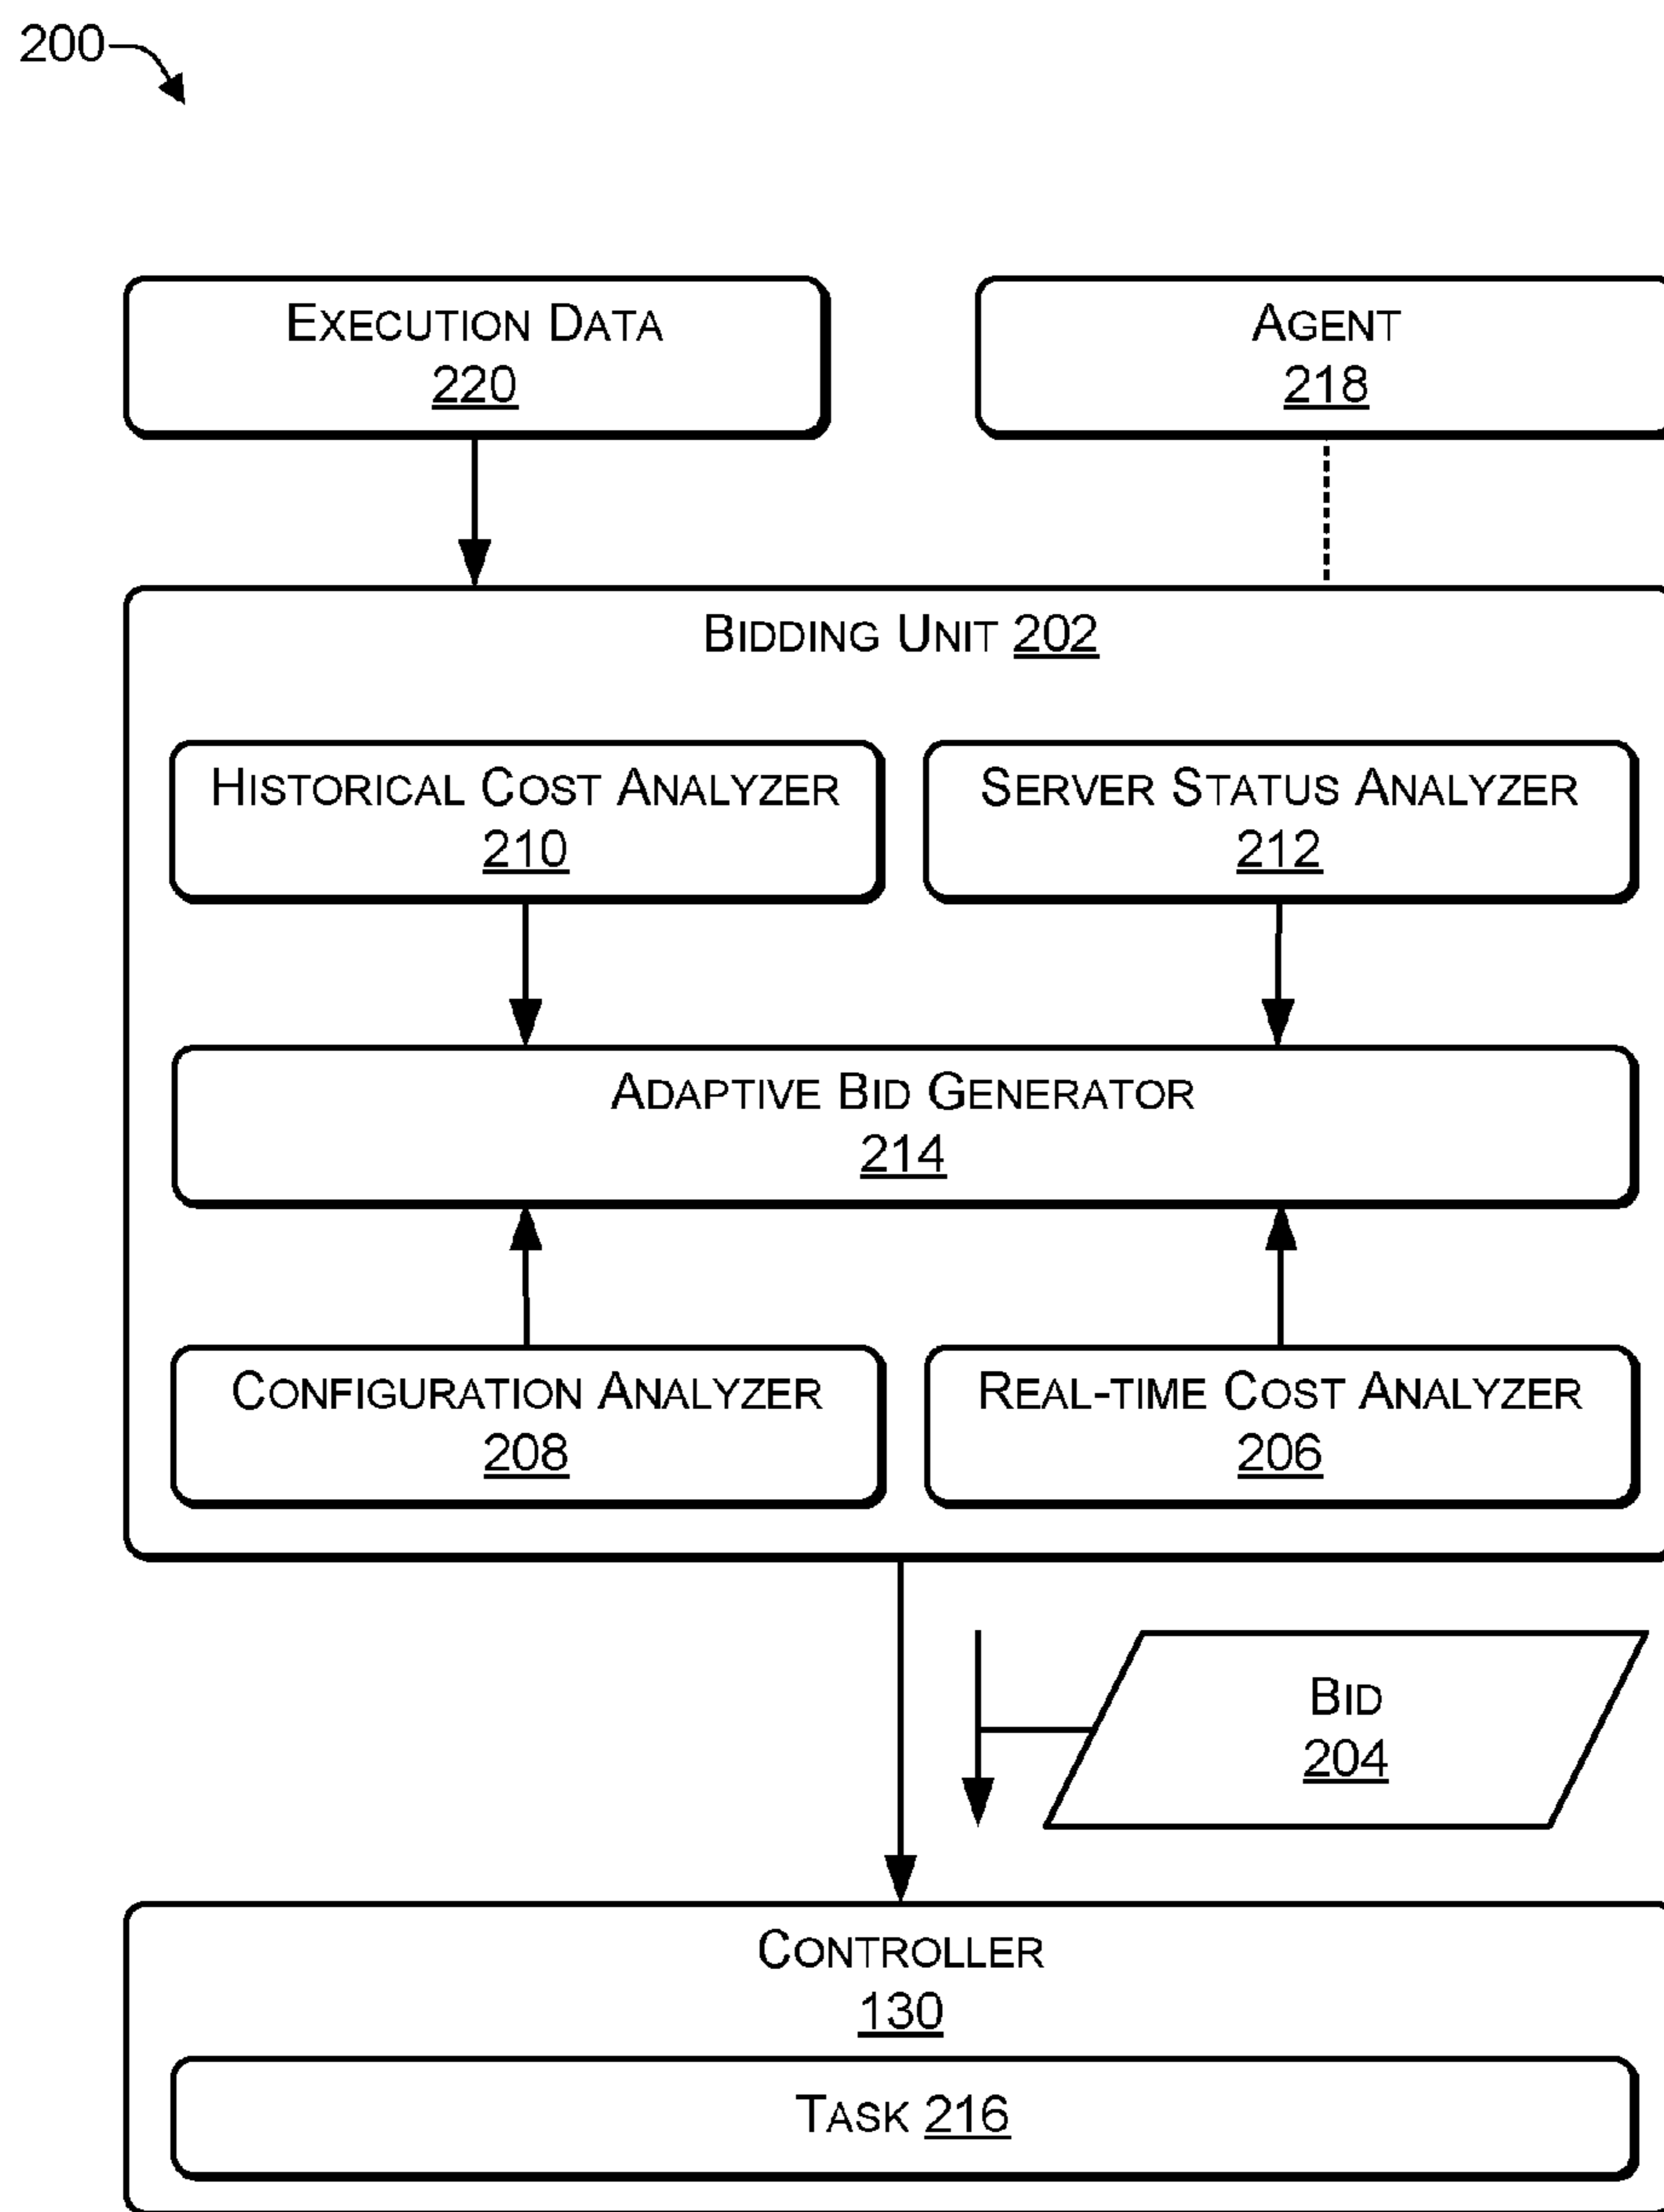 200
EXECUTION DATA
220
AGENT
218
BIDDING UNIT 202
HISTORICAL COST ANALYZER
210
SERVER STATUS ANALYZER
212
ADAPTIVE BID GENERATOR
214
CONFIGURATION ANALYZER
208
REAL-TIME COST ANALYZER
206
BID
204
CONTROLLER
130
TASK 216